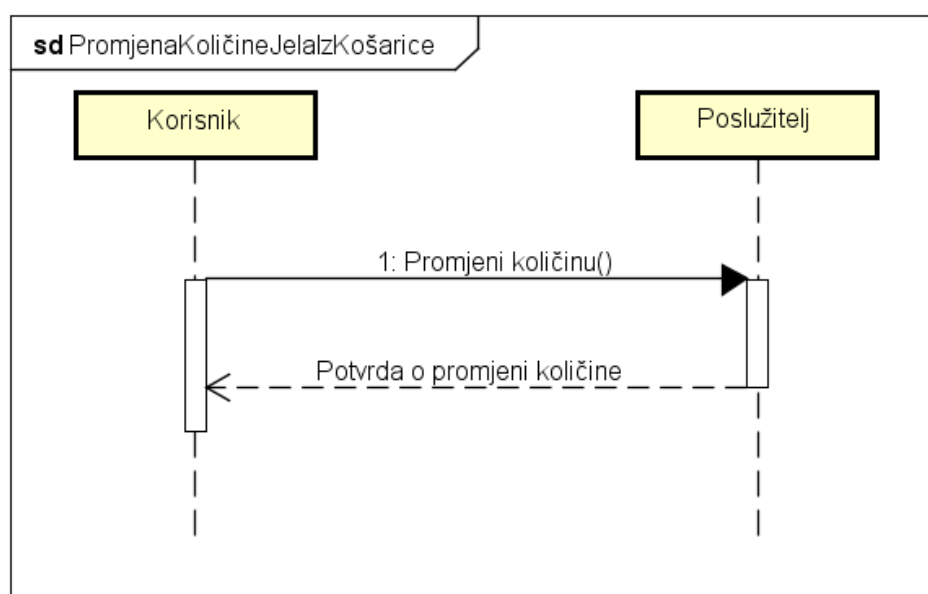 sd PromjenaKoličineJelaIzKošarice
Korisnik
Poslužitelj
1: Promjeni količinu()
Potvrda o promjeni količine